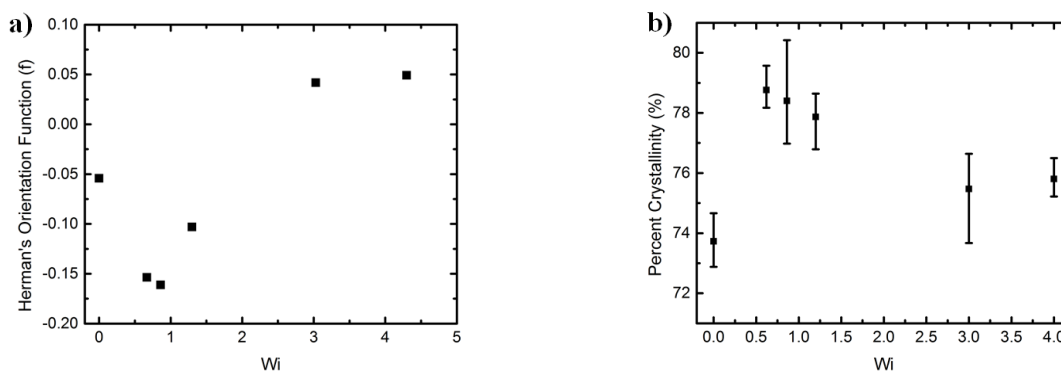 a)
Herman's Orientation Function (f)
0.10
0.05
0.00
-0.05
-0.10
-0.15
-0.20
0 1 2 3 4 5
Wi
b)
Percent Crystallinity (%)
80
78
76
74
72
0.0 0.5 1.0 1.5 2.0 2.5 3.0 3.5 4.0
Wi